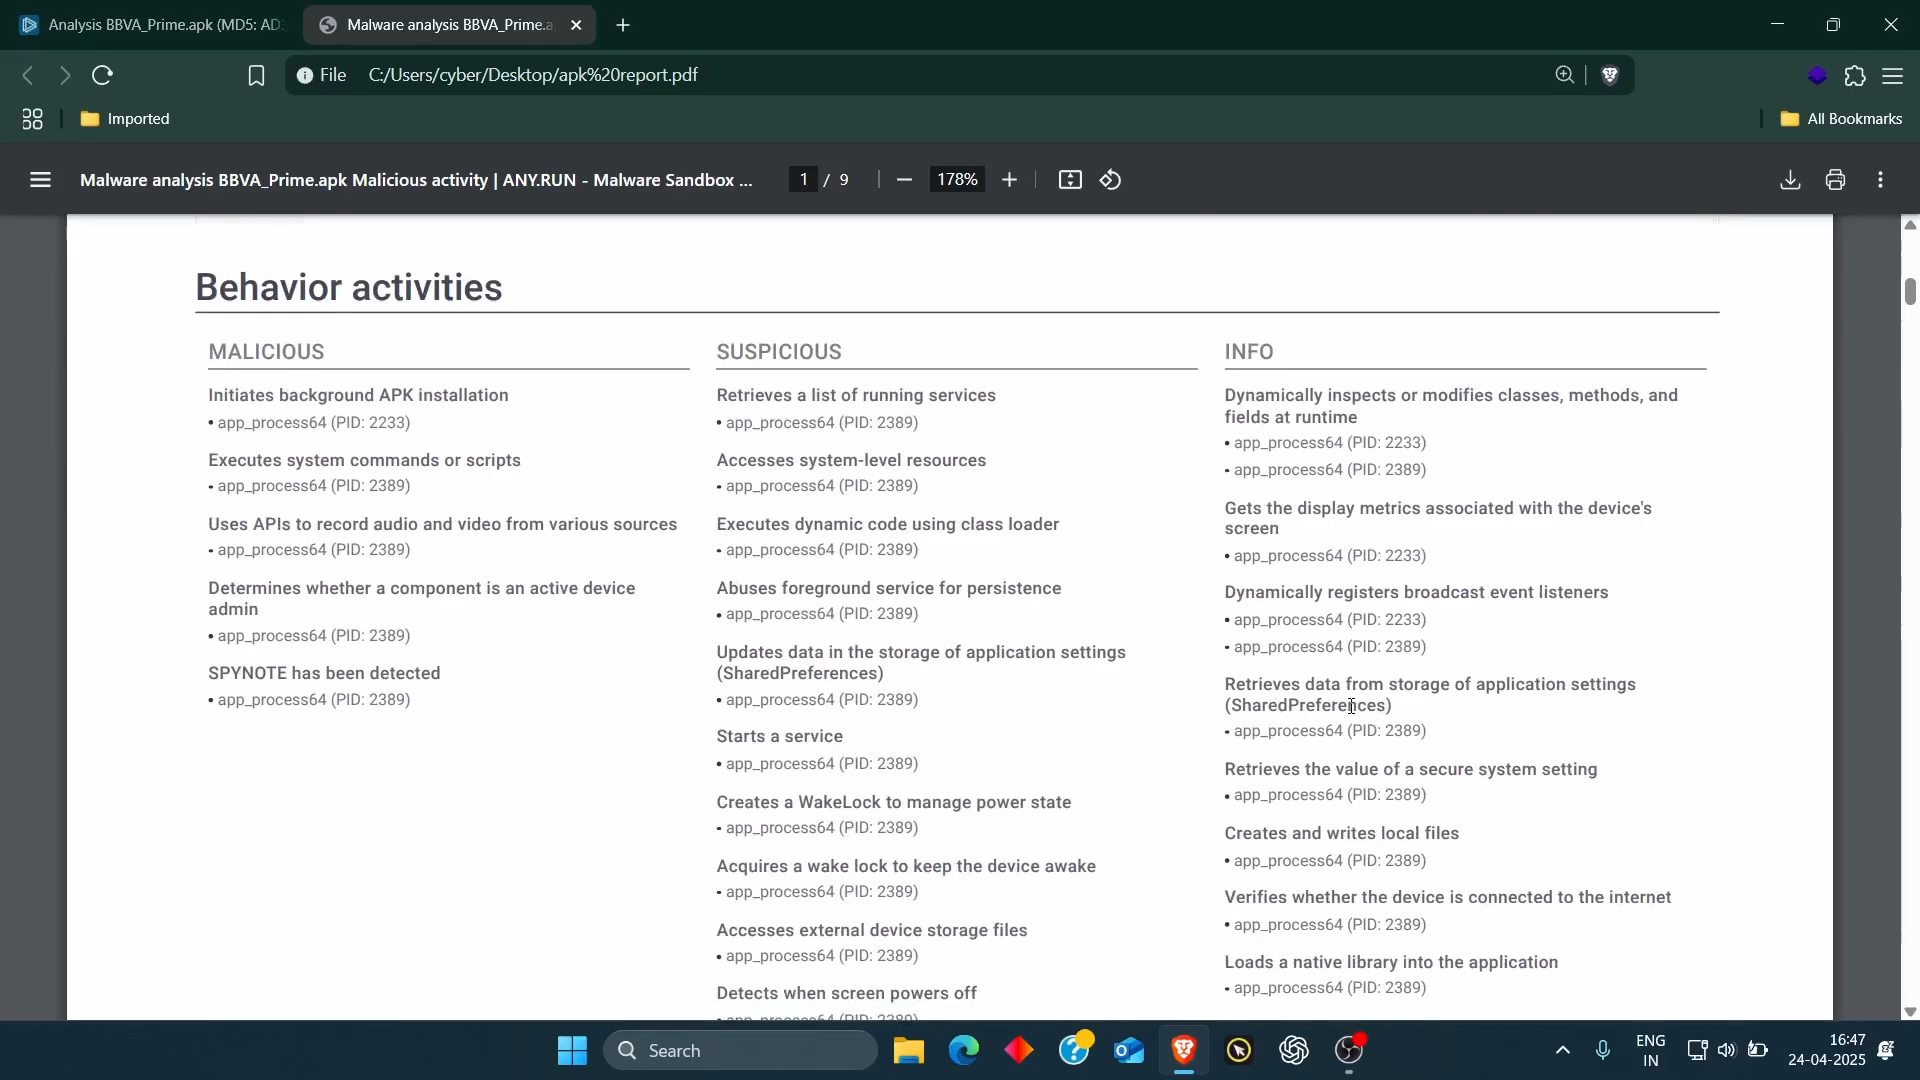 Analysis BBVA_Prime.apk (MD5: AD
Malware analysis BBVA_Prime.a
File C:/Users/cyber/Desktop/apk%20report.pdf
Imported
All Bookmarks
Malware analysis BBVA_Prime.apk Malicious activity | ANY.RUN - Malware Sandbox ...
1 / 9
178%
Behavior activities
MALICIOUS
Initiates background APK installation
• app_process64 (PID: 2233)
Executes system commands or scripts
• app_process64 (PID: 2389)
Uses APIs to record audio and video from various sources
• app_process64 (PID: 2389)
Determines whether a component is an active device
admin
• app_process64 (PID: 2389)
SPYNOTE has been detected
• app_process64 (PID: 2389)
SUSPICIOUS
Retrieves a list of running services
• app_process64 (PID: 2389)
Accesses system-level resources
• app_process64 (PID: 2389)
Executes dynamic code using class loader
• app_process64 (PID: 2389)
Abuses foreground service for persistence
• app_process64 (PID: 2389)
Updates data in the storage of application settings
(SharedPreferences)
• app_process64 (PID: 2389)
Starts a service
• app_process64 (PID: 2389)
Creates a WakeLock to manage power state
• app_process64 (PID: 2389)
Acquires a wake lock to keep the device awake
• app_process64 (PID: 2389)
Accesses external device storage files
• app_process64 (PID: 2389)
Detects when screen powers off
• app_process64 (PID: 2389)
INFO
Dynamically inspects or modifies classes, methods, and
fields at runtime
• app_process64 (PID: 2233)
• app_process64 (PID: 2389)
Gets the display metrics associated with the device's
screen
• app_process64 (PID: 2233)
Dynamically registers broadcast event listeners
• app_process64 (PID: 2233)
• app_process64 (PID: 2389)
Retrieves data from storage of application settings
(SharedPreferences)
• app_process64 (PID: 2389)
Retrieves the value of a secure system setting
• app_process64 (PID: 2389)
Creates and writes local files
• app_process64 (PID: 2389)
Verifies whether the device is connected to the internet
• app_process64 (PID: 2389)
Loads a native library into the application
• app_process64 (PID: 2389)
Search
ENG
IN
16:47
24-04-2025